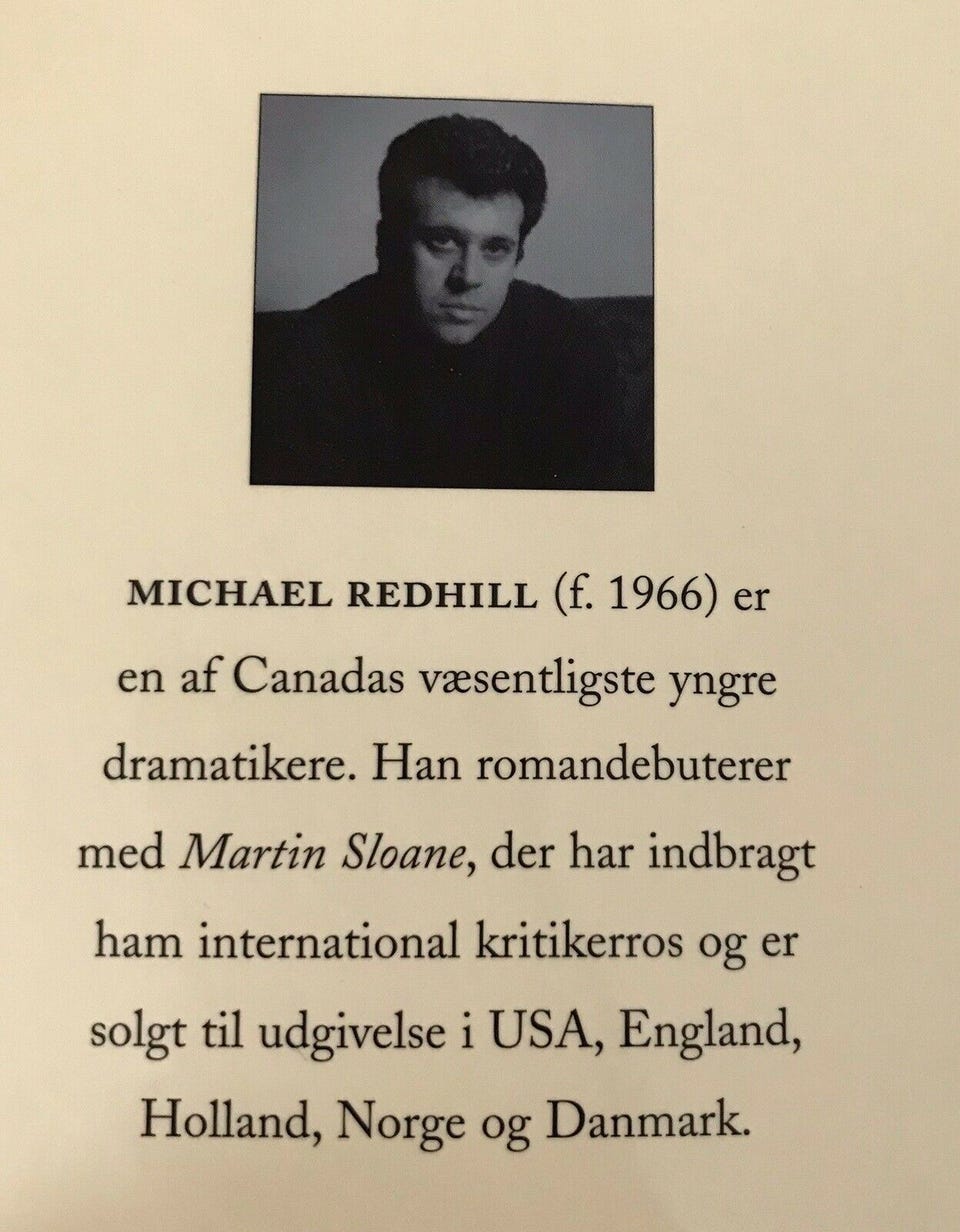 MICHAEL REDHILL (f. 1966) er
en af Canadas væsentligste yngre
dramatikere. Han romandebuterer
med Martin Sloane, der har indbragt
ham international kritikerros og er
solgt til udgivelse i USA, England,
Holland, Norge og Danmark.